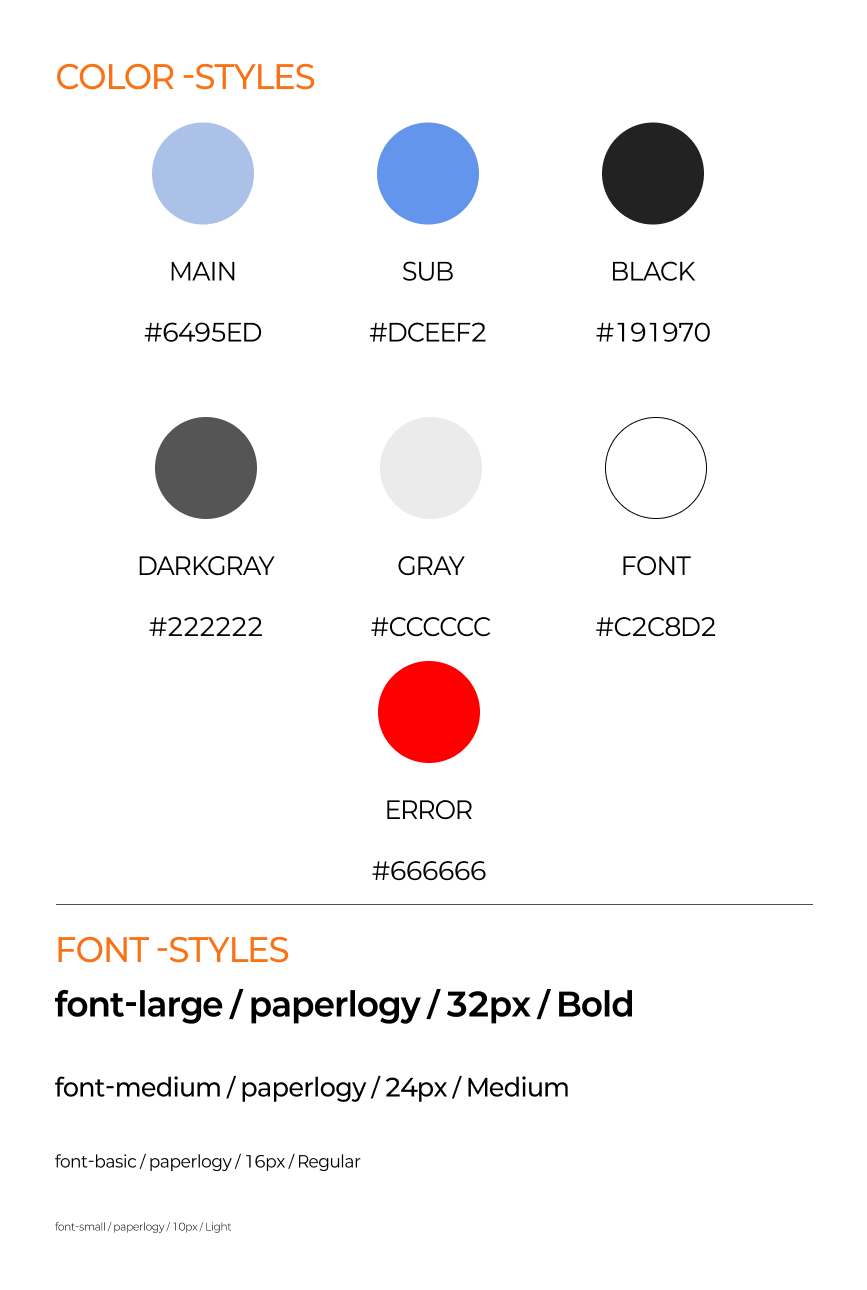 COLOR -STYLES
MAIN SUB BLACK
#6495ED #DCEEF2 #191970
DARKGRAY GRAY FONT
#222222 #CCCCCC #C2C8D2
ERROR
#666666
FONT -STYLES
font-large / paperlogy / 32px / Bold
font-medium / paperlogy / 24px / Medium
font-basic / paperlogy / 16px / Regular
font-small / paperlogy / 10px / Light